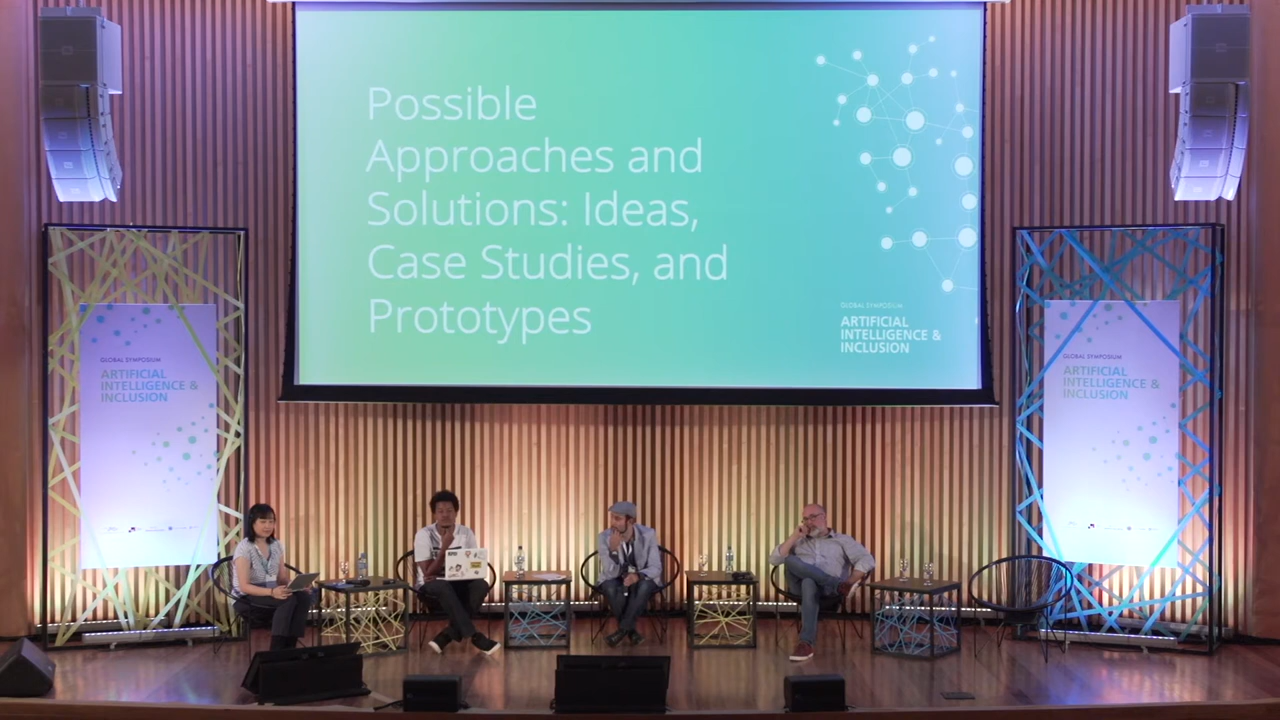 Possible
Approaches and
Solutions: Ideas,
Case Studies, and
Prototypes
GLOBAL SYMPOSIUM
ARTIFICIAL
INTELLIGENCE &
INCLUSION
GLOBAL SYMPOSIUM
ARTIFICIAL
INTELLIGENCE &
INCLUSION
GLOBAL SYMPOSIUM
ARTIFICIAL
INTELLIGENCE &
INCLUSION